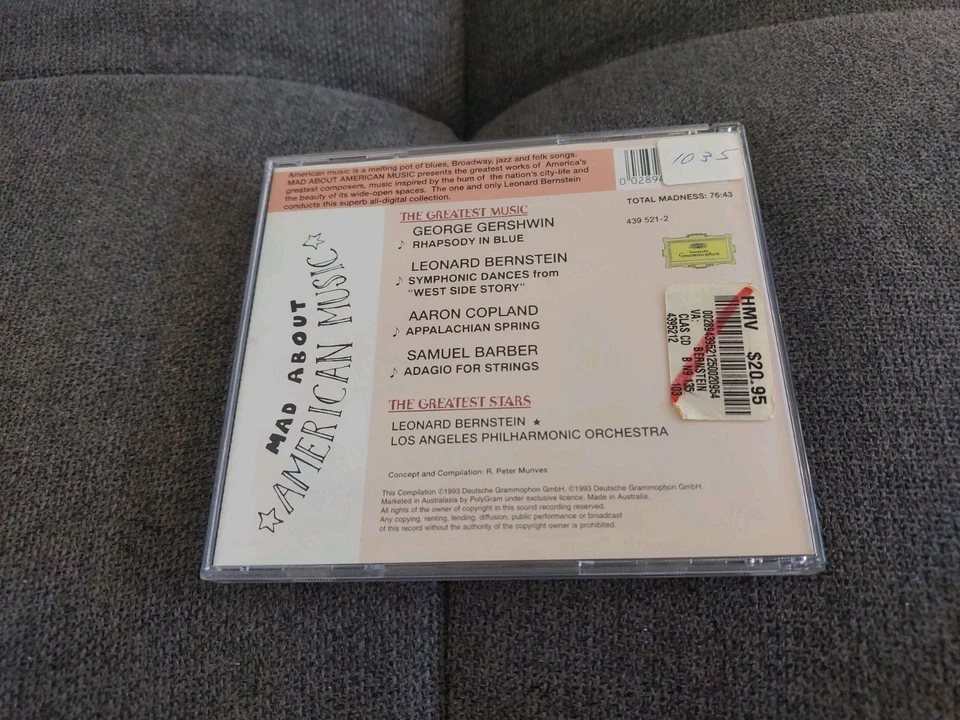 American music is a melting pot of blues, Broadway, jazz and folk songs.
MAD ABOUT AMERICAN MUSIC presents the greatest works of America's
greatest composers, music inspired by the hum of the nation's city-life and
the beauty of its wide-open spaces. The one and only Leonard Bernstein
conducts this superb all-digital collection.
0 0289
1035
TOTAL MADNESS: 76:43
439 521-2
Deutsche
Grammophon
MAD ABOUT
AMERICAN MUSIC
THE GREATEST MUSIC
GEORGE GERSHWIN
♪ RHAPSODY IN BLUE
LEONARD BERNSTEIN
♪ SYMPHONIC DANCES from
"WEST SIDE STORY"
AARON COPLAND
♪ APPALACHIAN SPRING
SAMUEL BARBER
♪ ADAGIO FOR STRINGS
THE GREATEST STARS
LEONARD BERNSTEIN ★
LOS ANGELES PHILHARMONIC ORCHESTRA
HMV $20.95
VA: BERNSTEIN
CLAS CD
4395212
Concept and Compilation: R. Peter Munves
This Compilation ℗1993 Deutsche Grammophon GmbH. ©1993 Deutsche Grammophon GmbH.
Marketed in Australasia by PolyGram under exclusive licence. Made in Australia.
All rights of the owner of copyright in this sound recording reserved.
Any copying, renting, lending, diffusion, public performance or broadcast
of this record without the authority of the copyright owner is prohibited.